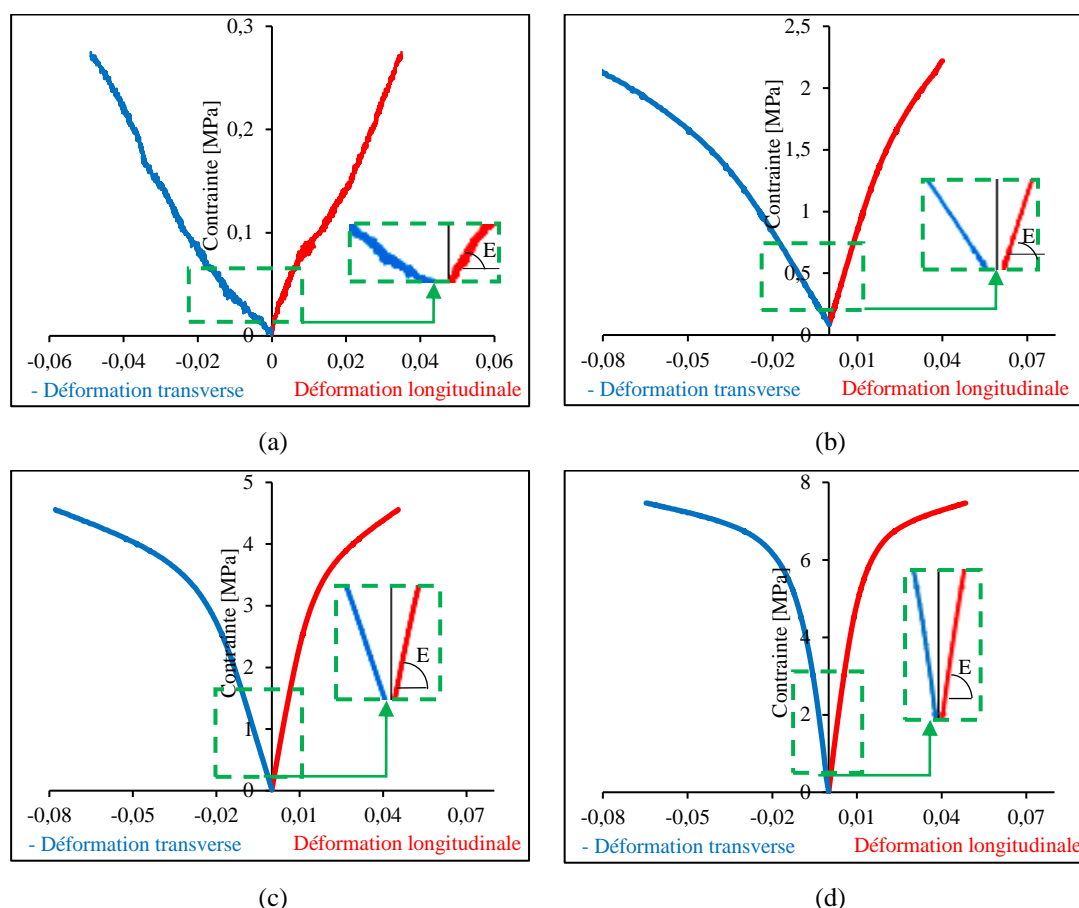 0,3
0,2
0,1
0
Contrainte [MPa]
E
-0,06 -0,04 -0,02 0 0,02 0,04 0,06
- Déformation transverse Déformation longitudinale
(a)
2,5
2
1,5
1
0,5
0
Contrainte [MPa]
E
-0,08 -0,05 -0,02 0,01 0,04 0,07
- Déformation transverse Déformation longitudinale
(b)
5
4
3
2
1
0
Contrainte [MPa]
E
-0,08 -0,05 -0,02 0,01 0,04 0,07
- Déformation transverse Déformation longitudinale
(c)
8
6
4
2
0
Contrainte [MPa]
E
-0,08 -0,05 -0,02 0,01 0,04 0,07
- Déformation transverse Déformation longitudinale
(d)